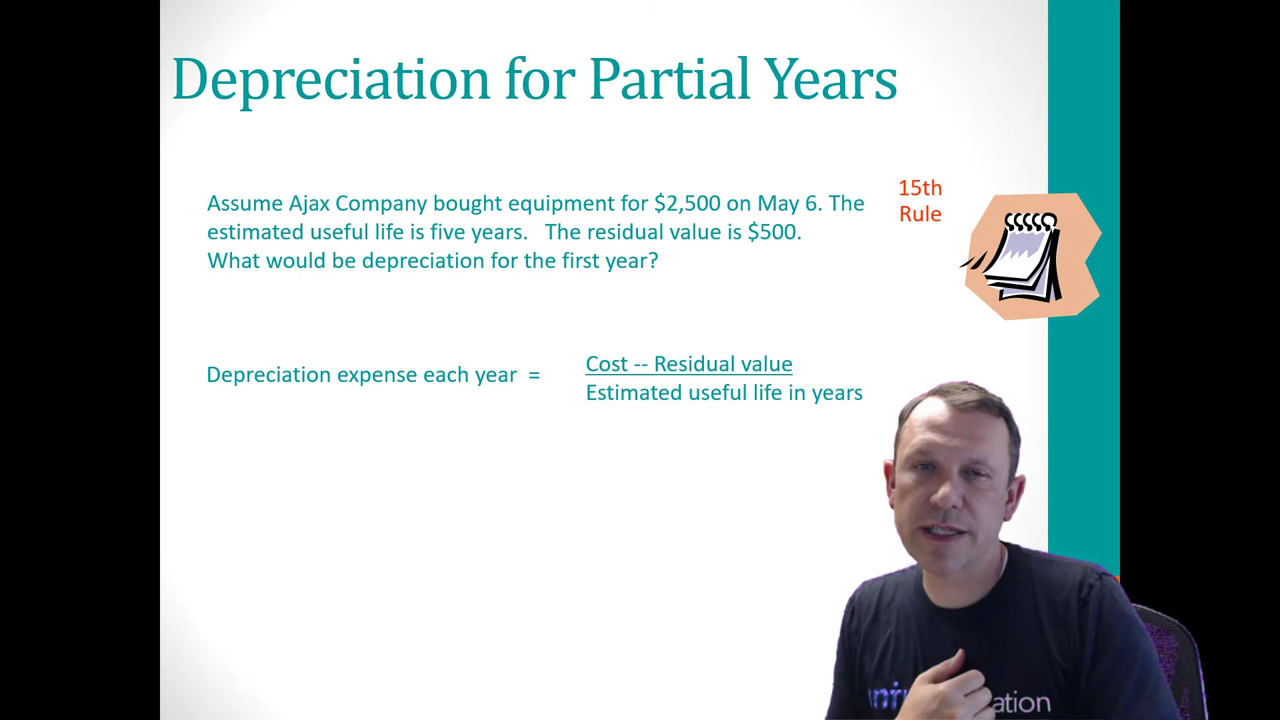 Depreciation for Partial Years
Assume Ajax Company bought equipment for $2,500 on May 6. The
estimated useful life is five years. The residual value is $500.
What would be depreciation for the first year?
15th
Rule
Depreciation expense each year =
Cost -- Residual value
Estimated useful life in years